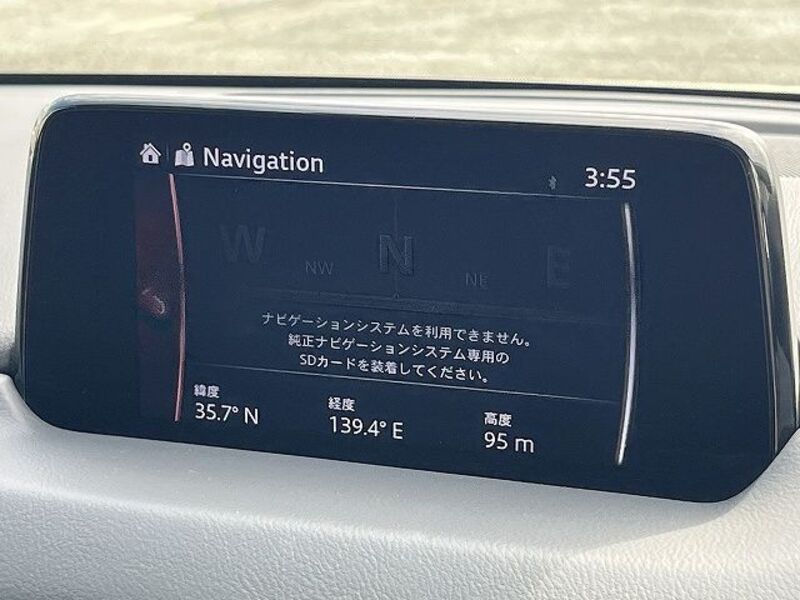 Navigation
3:55
W
NW
N
NE
E
ナビゲーションシステムを利用できません。
純正ナビゲーションシステム専用の
SDカードを装着してください。
緯度
35.7° N
経度
139.4° E
高度
95 m